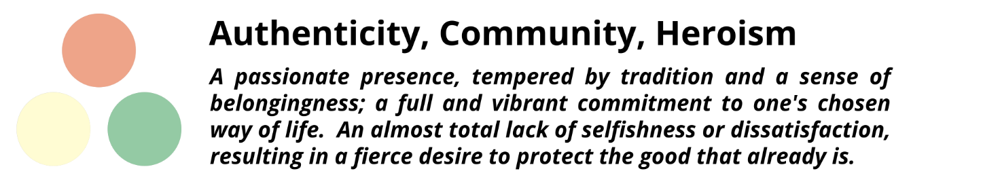 Authenticity, Community, Heroism
A passionate presence, tempered by tradition and a sense of
belongingness; a full and vibrant commitment to one's chosen
way of life.  An almost total lack of selfishness or dissatisfaction,
resulting in a fierce desire to protect the good that already is.